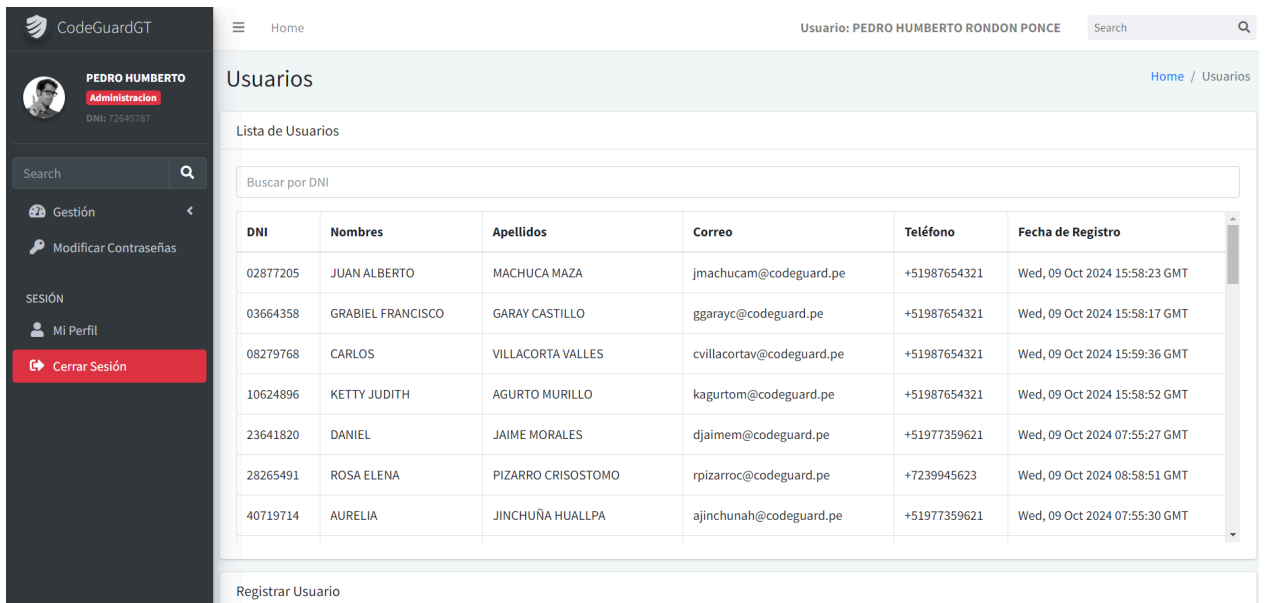 CodeGuardGT
Home
Usuario: PEDRO HUMBERTO RONDON PONCE
Search
PEDRO HUMBERTO
Administracion
DNI: 72645787
Search
Gestión
Modificar Contraseñas
SESIÓN
Mi Perfil
Cerrar Sesión
Usuarios
Home / Usuarios
Lista de Usuarios
Buscar por DNI
DNI Nombres Apellidos Correo Teléfono Fecha de Registro
02877205 JUAN ALBERTO MACHUCA MAZA jmachucam@codeguard.pe +51987654321 Wed, 09 Oct 2024 15:58:23 GMT
03664358 GRABIEL FRANCISCO GARAY CASTILLO ggarayc@codeguard.pe +51987654321 Wed, 09 Oct 2024 15:58:17 GMT
08279768 CARLOS VILLACORTA VALLES cvillacortav@codeguard.pe +51987654321 Wed, 09 Oct 2024 15:59:36 GMT
10624896 KETTY JUDITH AGURTO MURILLO kagurtom@codeguard.pe +51987654321 Wed, 09 Oct 2024 15:58:52 GMT
23641820 DANIEL JAIME MORALES djaimem@codeguard.pe +51977359621 Wed, 09 Oct 2024 07:55:27 GMT
28265491 ROSA ELENA PIZARRO CRISOSTOMO rpizarroc@codeguard.pe +7239945623 Wed, 09 Oct 2024 08:58:51 GMT
40719714 AURELIA JINCHUÑA HUALLPA ajinchunah@codeguard.pe +51977359621 Wed, 09 Oct 2024 07:55:30 GMT
Registrar Usuario